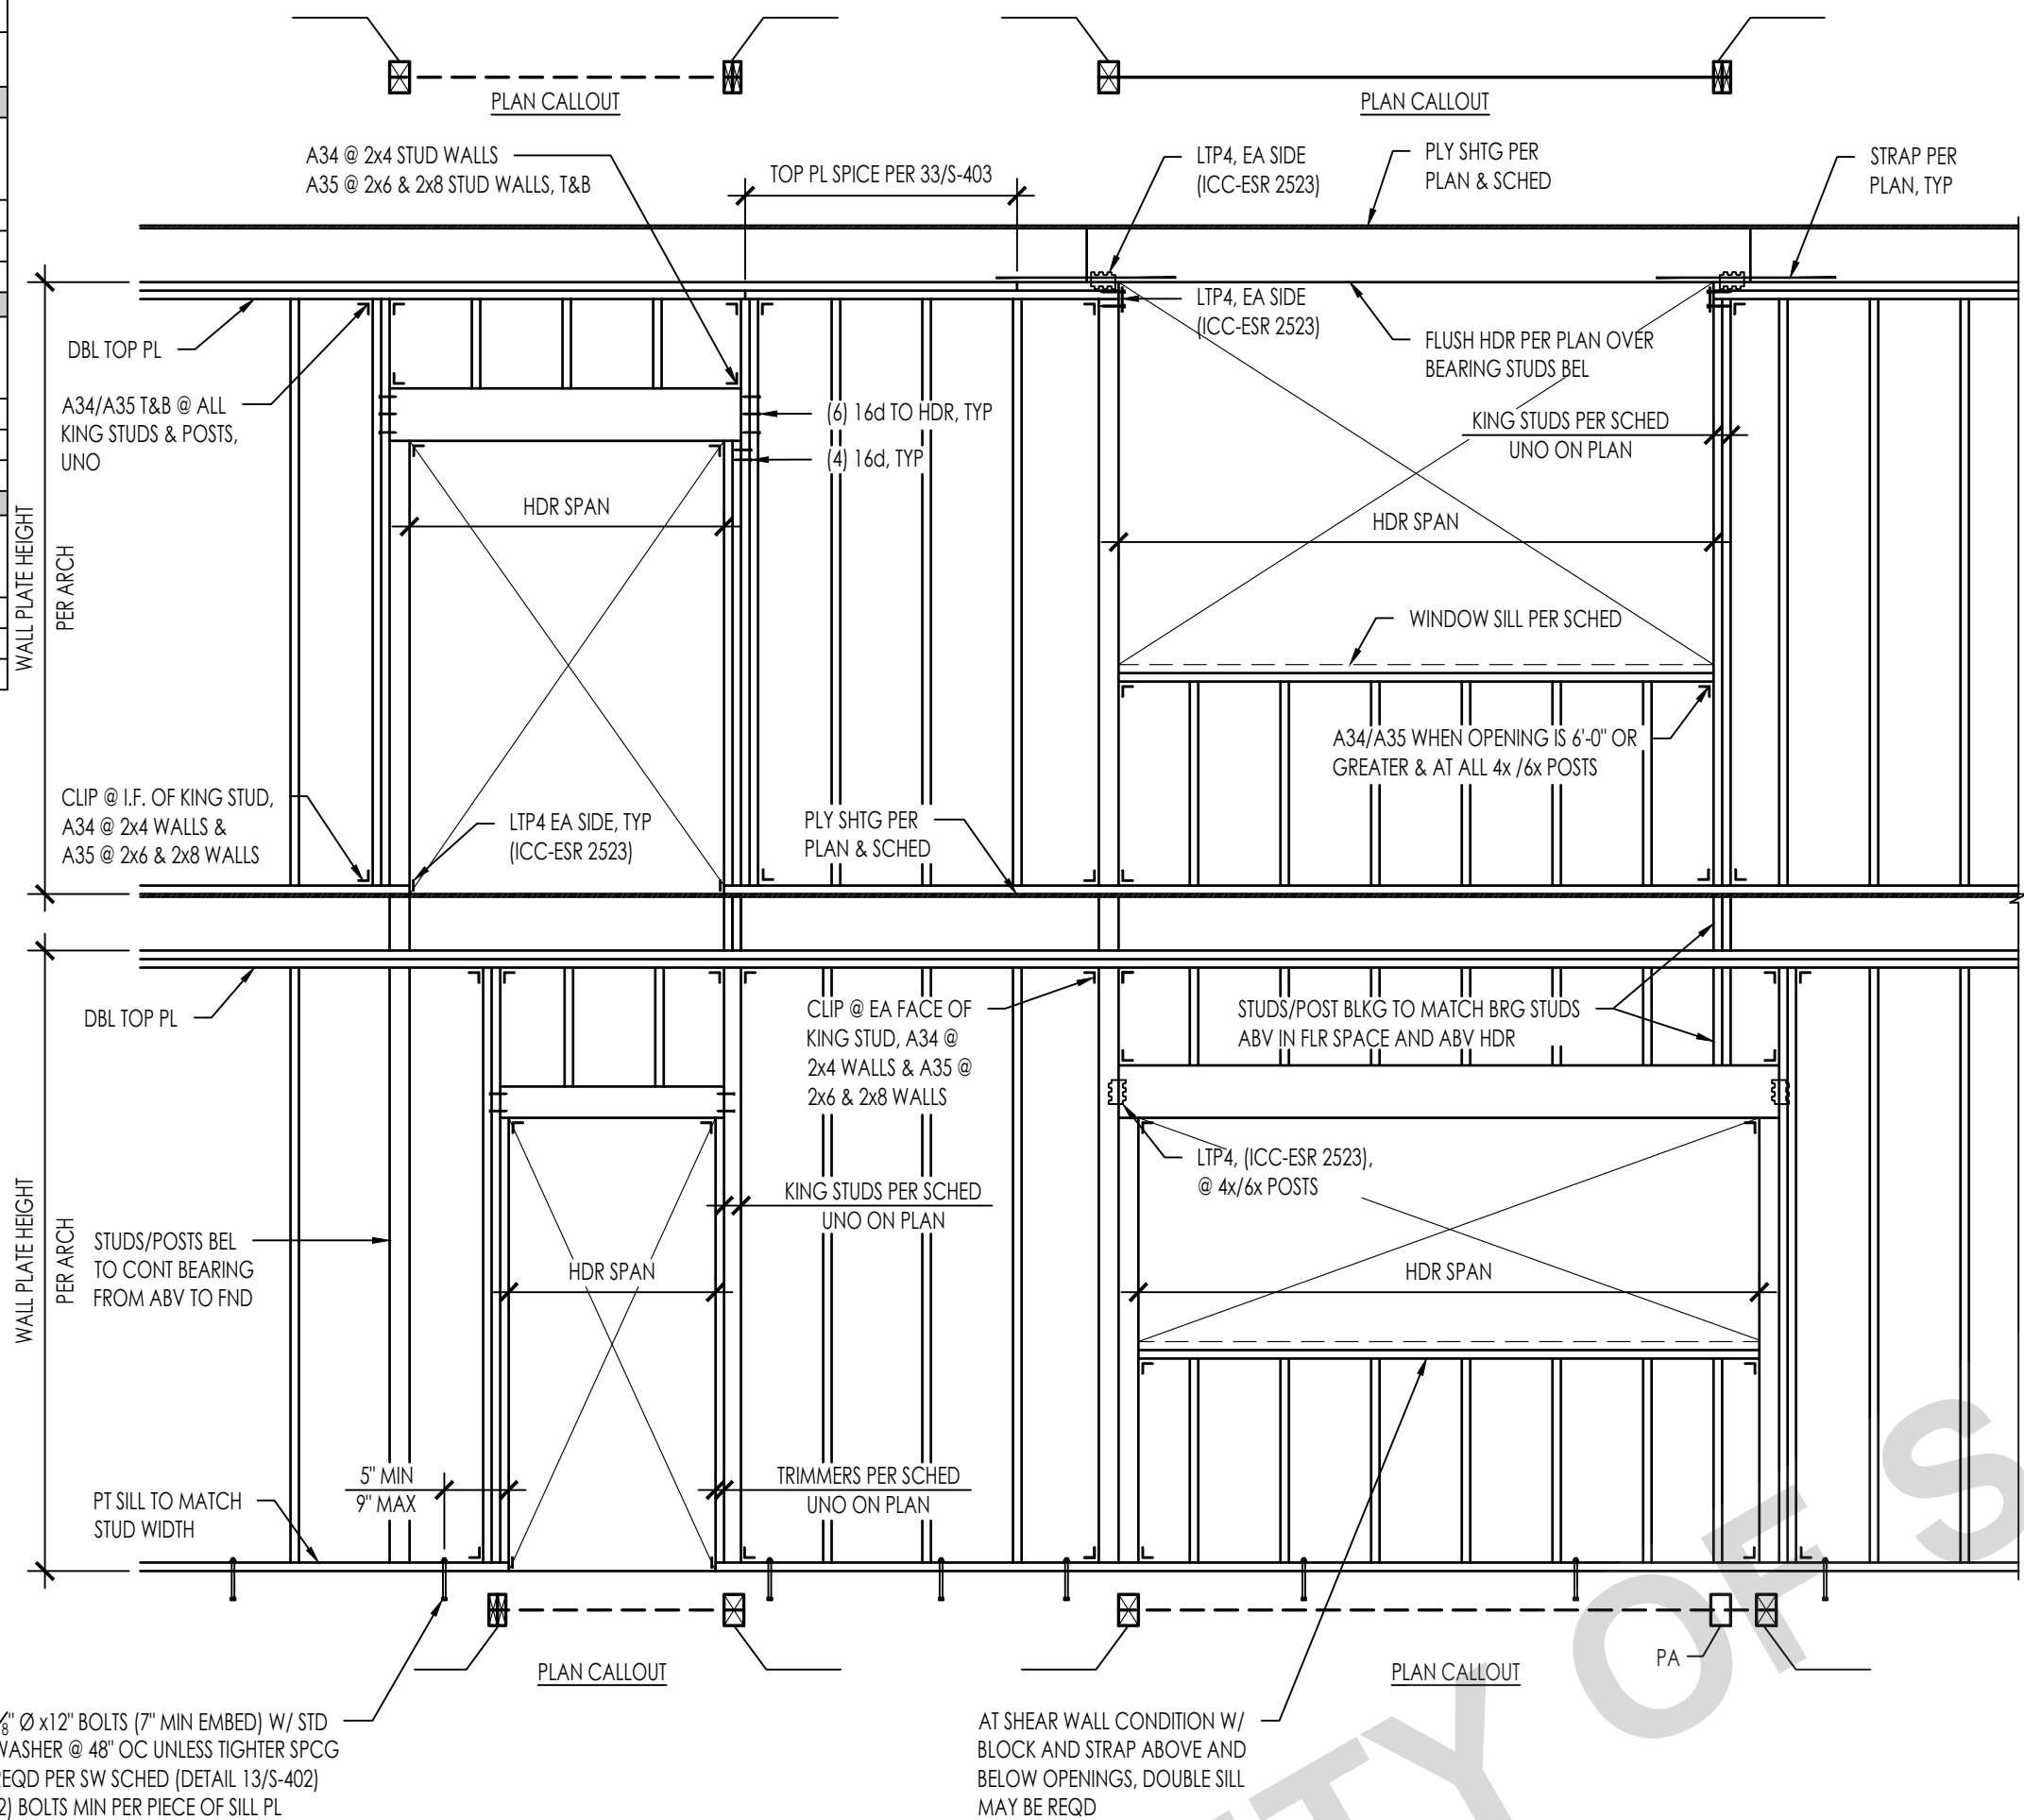 PLAN CALLOUT
PLAN CALLOUT
A34 @ 2x4 STUD WALLS
A35 @ 2x6 & 2x8 STUD WALLS, T&B
TOP PL SPICE PER 33/S-403
LTP4, EA SIDE
(ICC-ESR 2523)
PLY SHTG PER
PLAN & SCHED
STRAP PER
PLAN, TYP
DBL TOP PL
LTP4, EA SIDE
(ICC-ESR 2523)
FLUSH HDR PER PLAN OVER
BEARING STUDS BEL
A34/A35 T&B @ ALL
KING STUDS & POSTS,
UNO
(6) 16d TO HDR, TYP
(4) 16d, TYP
KING STUDS PER SCHED
UNO ON PLAN
HDR SPAN
HDR SPAN
WALL PLATE HEIGHT
PER ARCH
WINDOW SILL PER SCHED
A34/A35 WHEN OPENING IS 6'-0" OR
GREATER & AT ALL 4x /6x POSTS
CLIP @ I.F. OF KING STUD,
A34 @ 2x4 WALLS &
A35 @ 2x6 & 2x8 WALLS
LTP4 EA SIDE, TYP
(ICC-ESR 2523)
PLY SHTG PER
PLAN & SCHED
DBL TOP PL
CLIP @ EA FACE OF
KING STUD, A34 @
2x4 WALLS & A35 @
2x6 & 2x8 WALLS
STUDS/POST BLKG TO MATCH BRG STUDS
ABV IN FLR SPACE AND ABV HDR
LTP4, (ICC-ESR 2523),
@ 4x/6x POSTS
KING STUDS PER SCHED
UNO ON PLAN
WALL PLATE HEIGHT
PER ARCH
STUDS/POSTS BEL
TO CONT BEARING
FROM ABV TO FND
HDR SPAN
HDR SPAN
5" MIN
9" MAX
TRIMMERS PER SCHED
UNO ON PLAN
PT SILL TO MATCH
STUD WIDTH
PLAN CALLOUT
PLAN CALLOUT
PA
" Ø x12" BOLTS (7" MIN EMBED) W/ STD
WASHER @ 48" OC UNLESS TIGHTER SPCG
REQD PER SW SCHED (DETAIL 13/S-402)
2) BOLTS MIN PER PIECE OF SILL PL
AT SHEAR WALL CONDITION W/
BLOCK AND STRAP ABOVE AND
BELOW OPENINGS, DOUBLE SILL
MAY BE REQD
ITY OF S